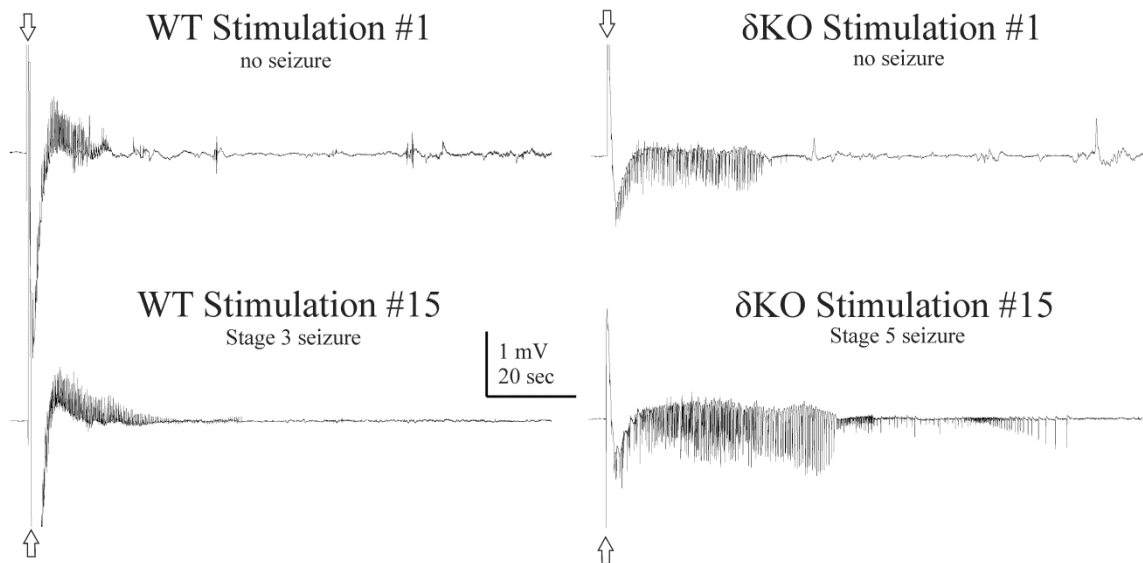 WT Stimulation #1
no seizure
δKO Stimulation #1
no seizure
WT Stimulation #15
Stage 3 seizure
1 mV
20 sec
δKO Stimulation #15
Stage 5 seizure